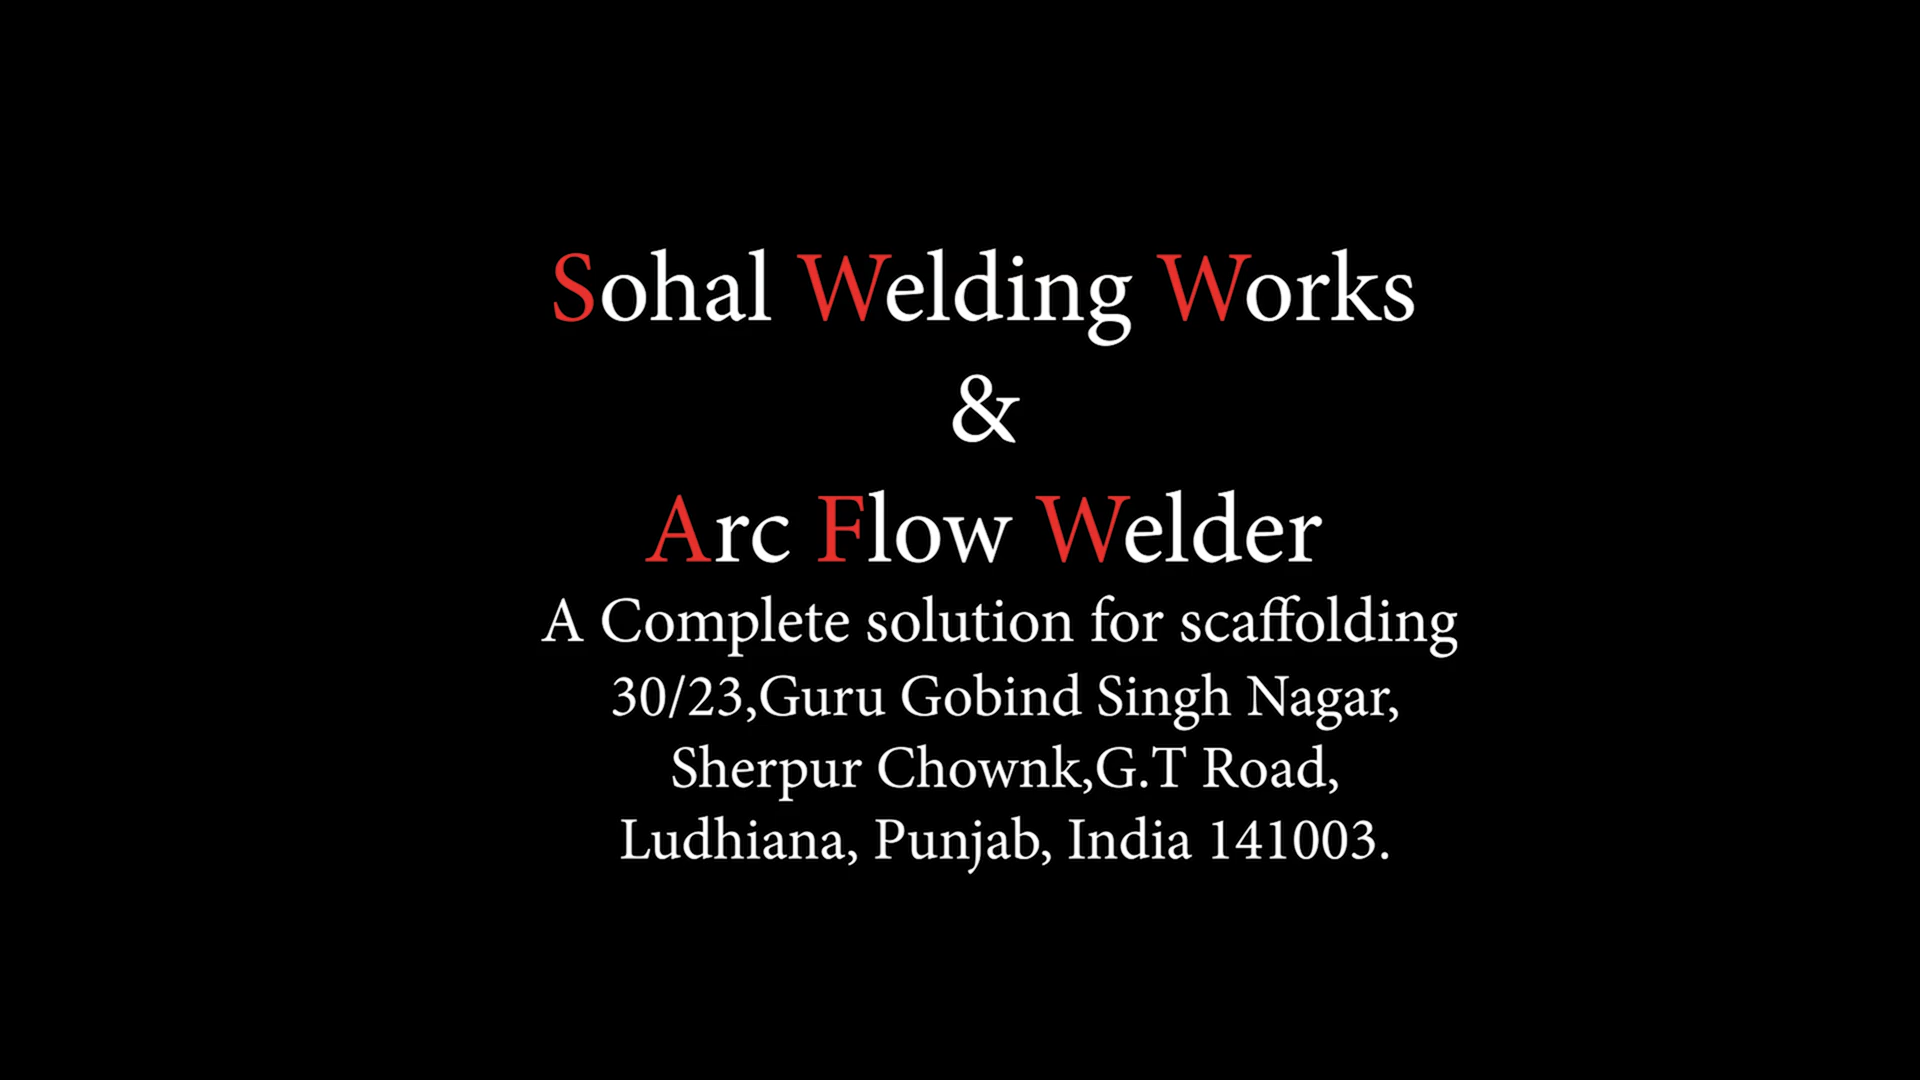 Sohal Welding Works
&
Arc Flow Welder
A Complete solution for scaffolding
30/23,Guru Gobind Singh Nagar,
Sherpur Chownk,G.T Road,
Ludhiana, Punjab, India 141003.